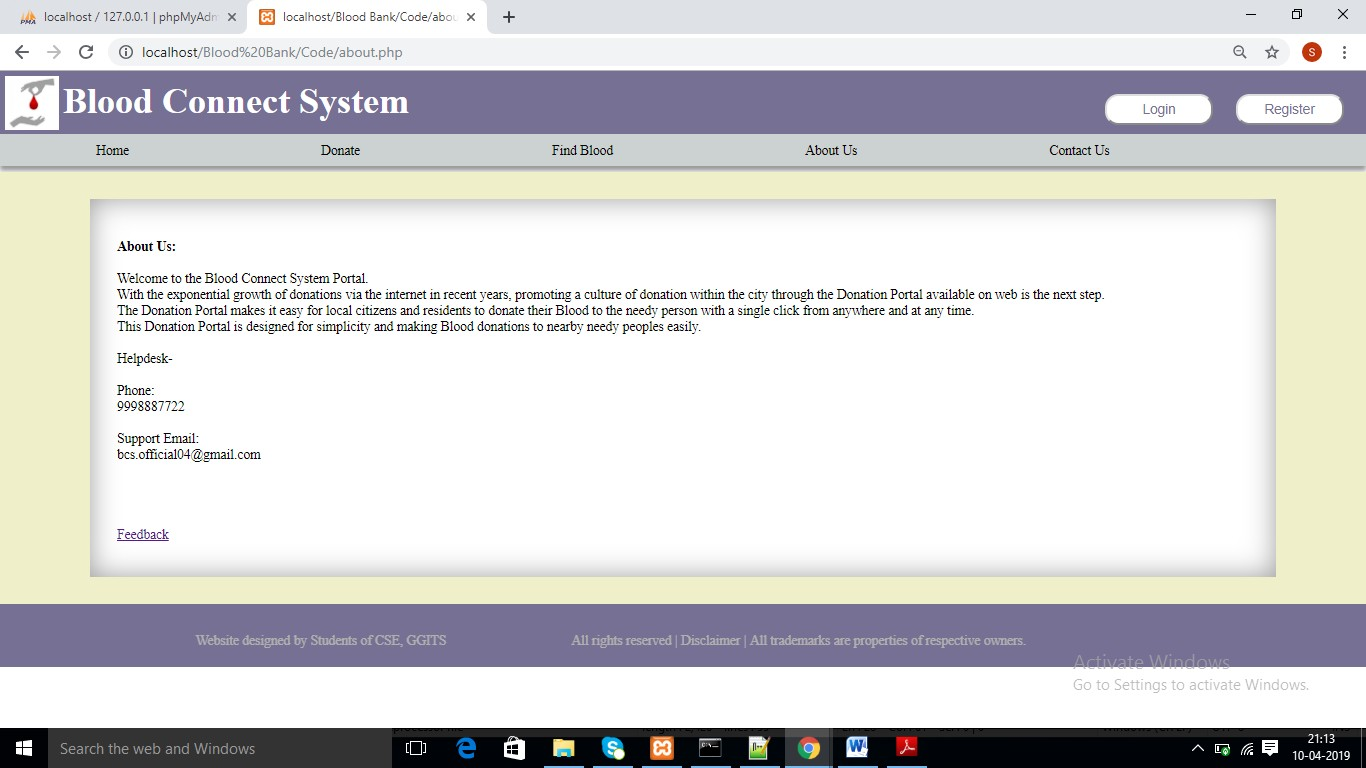 localhost / 127.0.0.1 | phpMyAdm
localhost/Blood Bank/Code/abou
localhost/Blood%20Bank/Code/about.php
S
Blood Connect System
Login
Register
Home
Donate
Find Blood
About Us
Contact Us
About Us:
Welcome to the Blood Connect System Portal.
With the exponential growth of donations via the internet in recent years, promoting a culture of donation within the city through the Donation Portal available on web is the next step.
The Donation Portal makes it easy for local citizens and residents to donate their Blood to the needy person with a single click from anywhere and at any time.
This Donation Portal is designed for simplicity and making Blood donations to nearby needy peoples easily.
Helpdesk-
Phone:
9998887722
Support Email:
bcs.official04@gmail.com
Feedback
Website designed by Students of CSE, GGITS
All rights reserved | Disclaimer | All trademarks are properties of respective owners.
Activate Windows
Go to Settings to activate Windows.
Search the web and Windows
21:13
10-04-2019